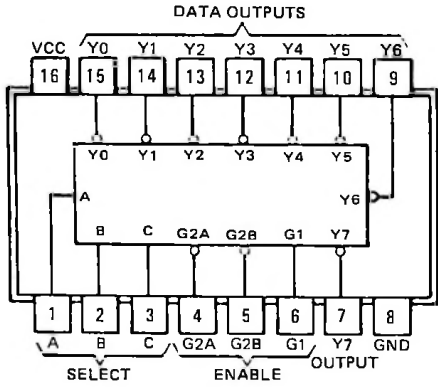 DATA OUTPUTS
VCC Y0 Y1 Y2 Y3 Y4 Y5 Y6
16 15 14 13 12 11 10 9
Y0 Y1 Y2 Y3 Y4 Y5
A Y6
B C G2A G2B G1 Y7
1 2 3 4 5 6 7 8
A B C G2A G2B G1 Y7 GND
SELECT ENABLE OUTPUT